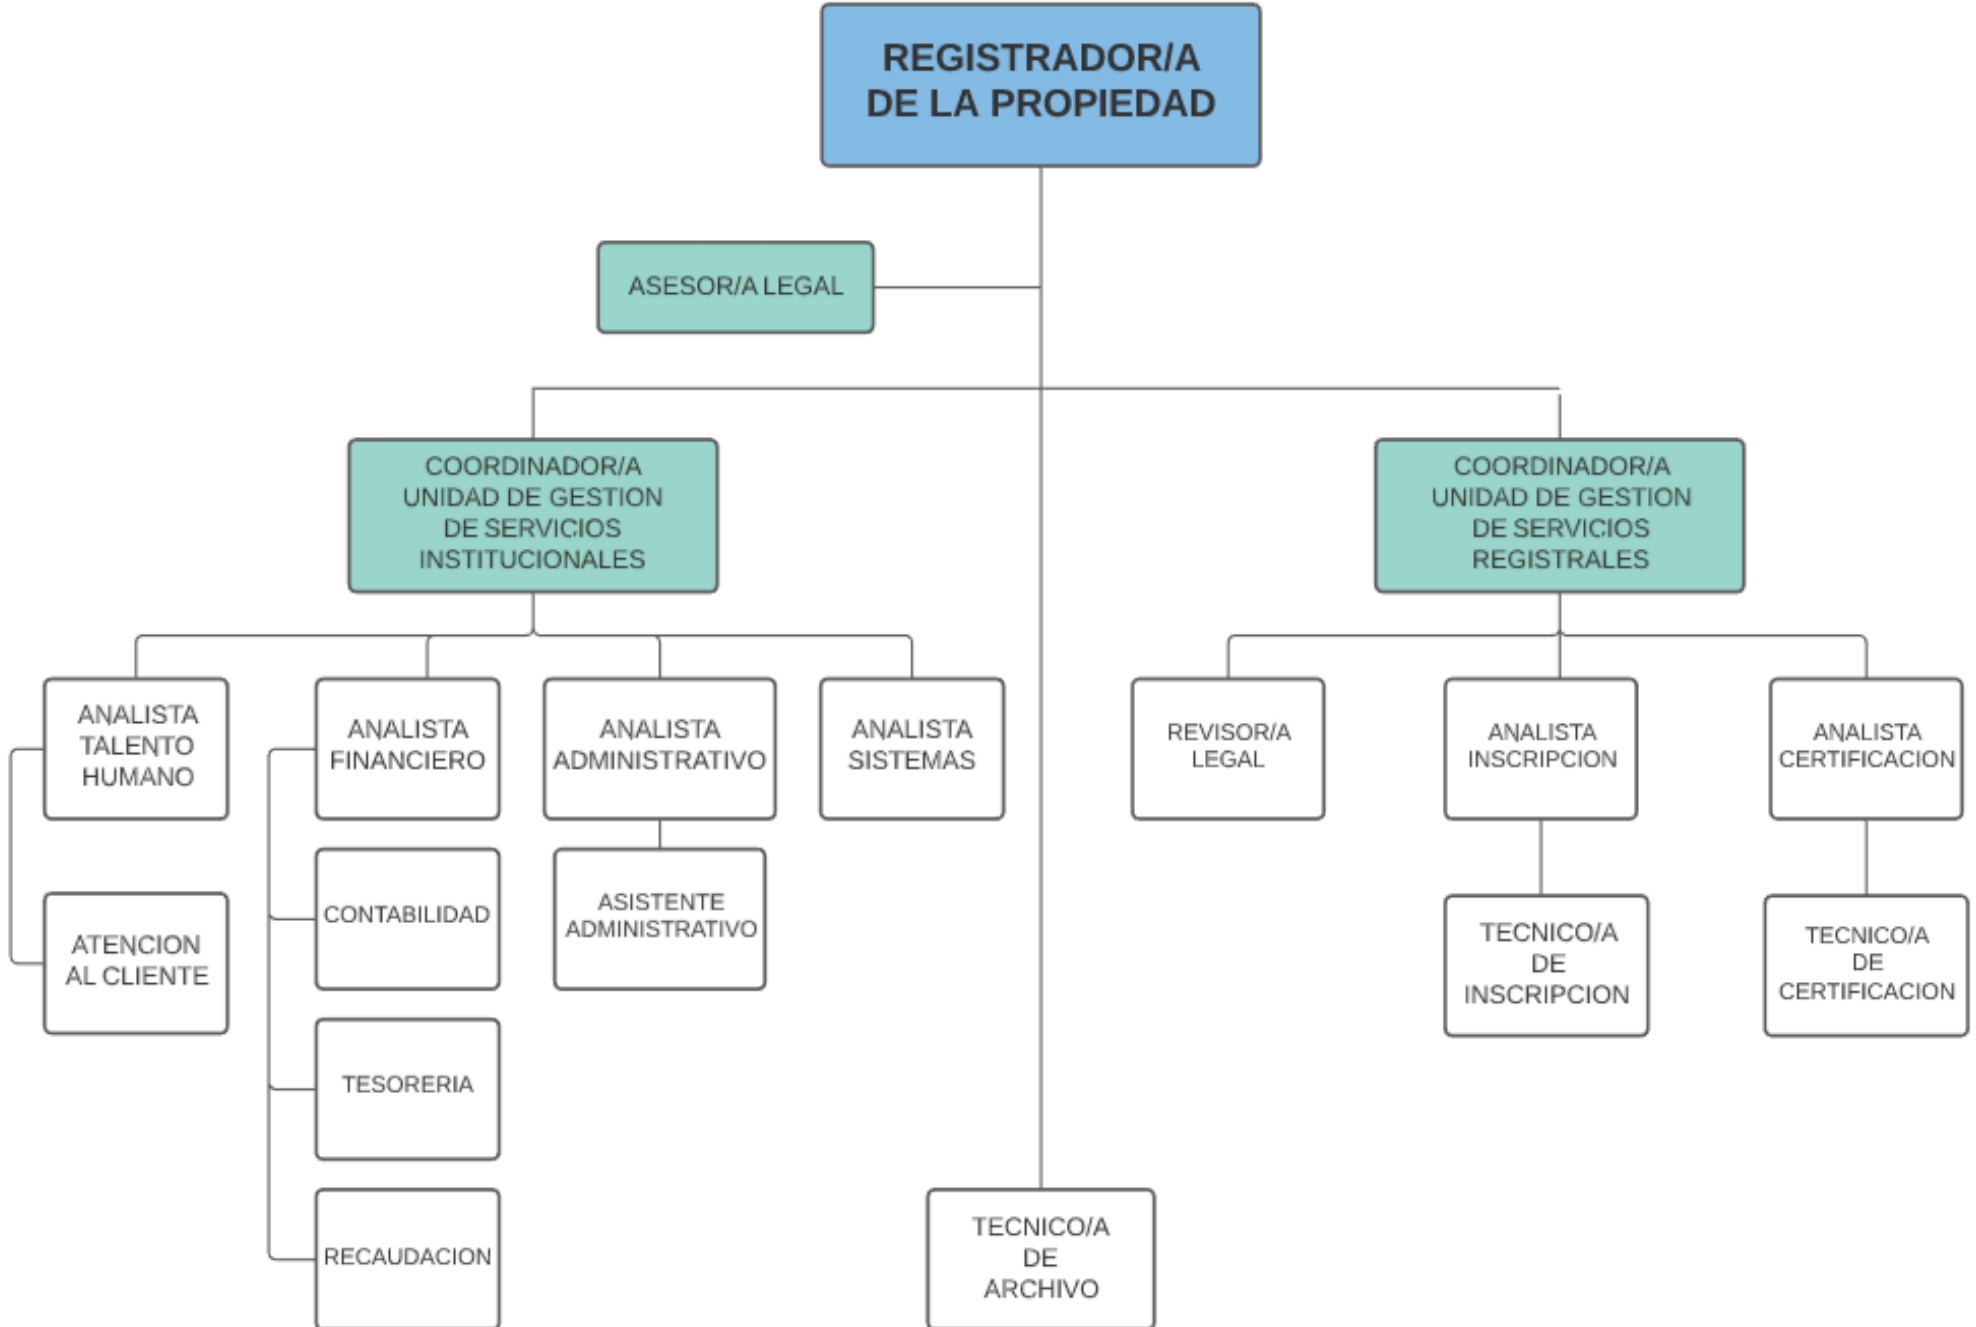 REGISTRADOR/A
DE LA PROPIEDAD
ASESOR/A LEGAL
COORDINADOR/A
UNIDAD DE GESTION
DE SERVICIOS
INSTITUCIONALES
COORDINADOR/A
UNIDAD DE GESTION
DE SERVICIOS
REGISTRALES
ANALISTA
TALENTO
HUMANO
ANALISTA
FINANCIERO
ANALISTA
ADMINISTRATIVO
ANALISTA
SISTEMAS
REVISOR/A
LEGAL
ANALISTA
INSCRIPCION
ANALISTA
CERTIFICACION
ATENCION
AL CLIENTE
CONTABILIDAD
ASISTENTE
ADMINISTRATIVO
TECNICO/A
DE
INSCRIPCION
TECNICO/A
DE
CERTIFICACION
TESORERIA
RECAUDACION
TECNICO/A
DE
ARCHIVO